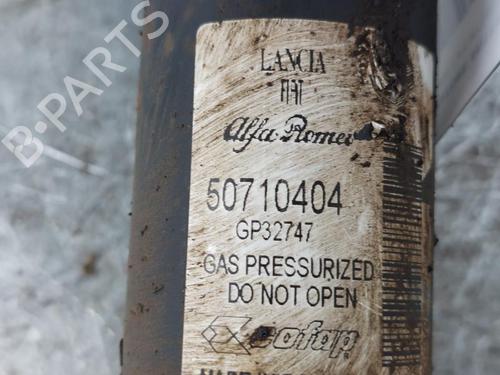 B-PARTS
LANCIA
FIAT
Alfa Romeo
50710404
GP32747
GAS PRESSURIZED
DO NOT OPEN
cofap